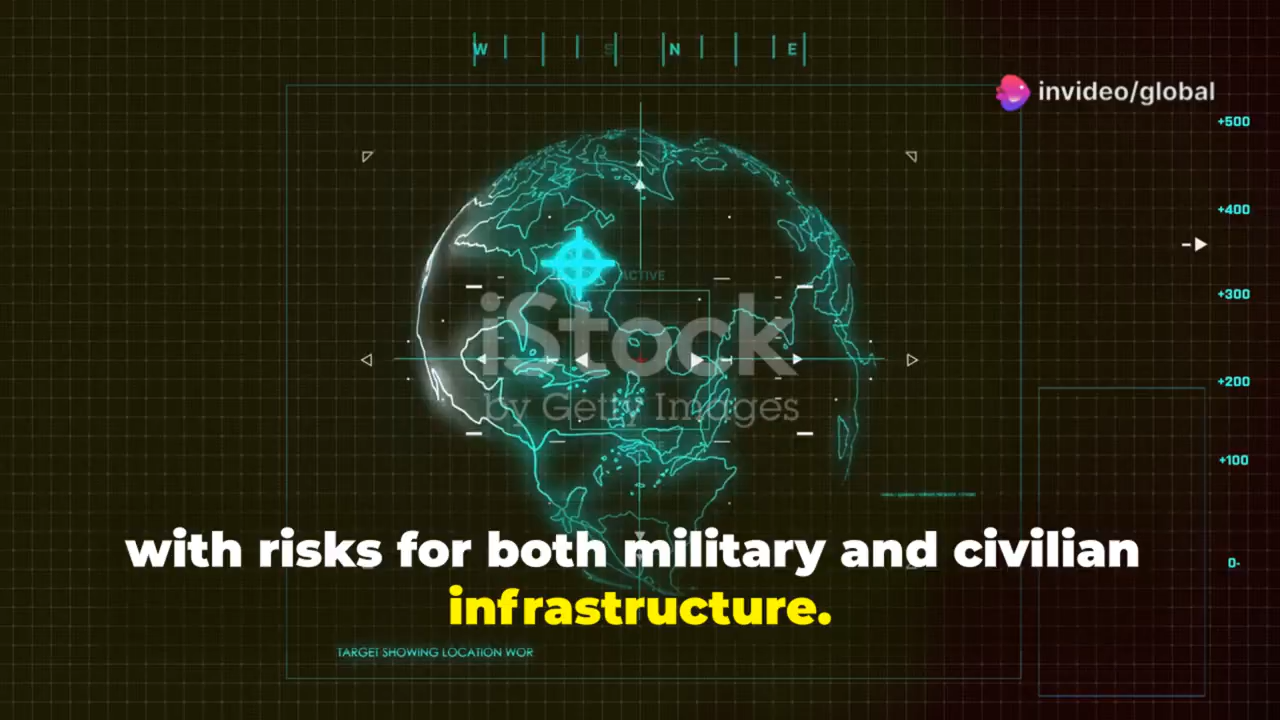 W S N E
invideo/global
+500
+400
ACTIVE
+300
iStock
+200
by Getty Images
+100
with risks for both military and civilian
0-
infrastructure.
TARGET SHOWING LOCATION WOR